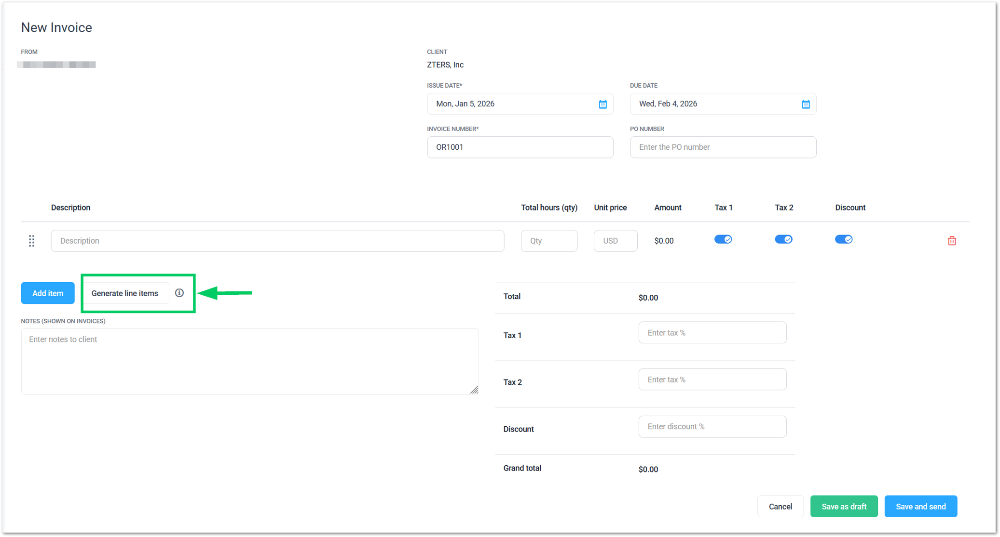 New Invoice
FROM
CLIENT
ZTERS, Inc
ISSUE DATE*
DUE DATE
Mon, Jan 5, 2026
Wed, Feb 4, 2026
INVOICE NUMBER*
PO NUMBER
OR1001
Enter the PO number
Description Total hours (qty) Unit price Amount Tax 1 Tax 2 Discount
Description Qty USD $0.00
Add item Generate line items
NOTES (SHOWN ON INVOICES)
Enter notes to client
Total $0.00
Tax 1 Enter tax %
Tax 2 Enter tax %
Discount Enter discount %
Grand total $0.00
Cancel Save as draft Save and send